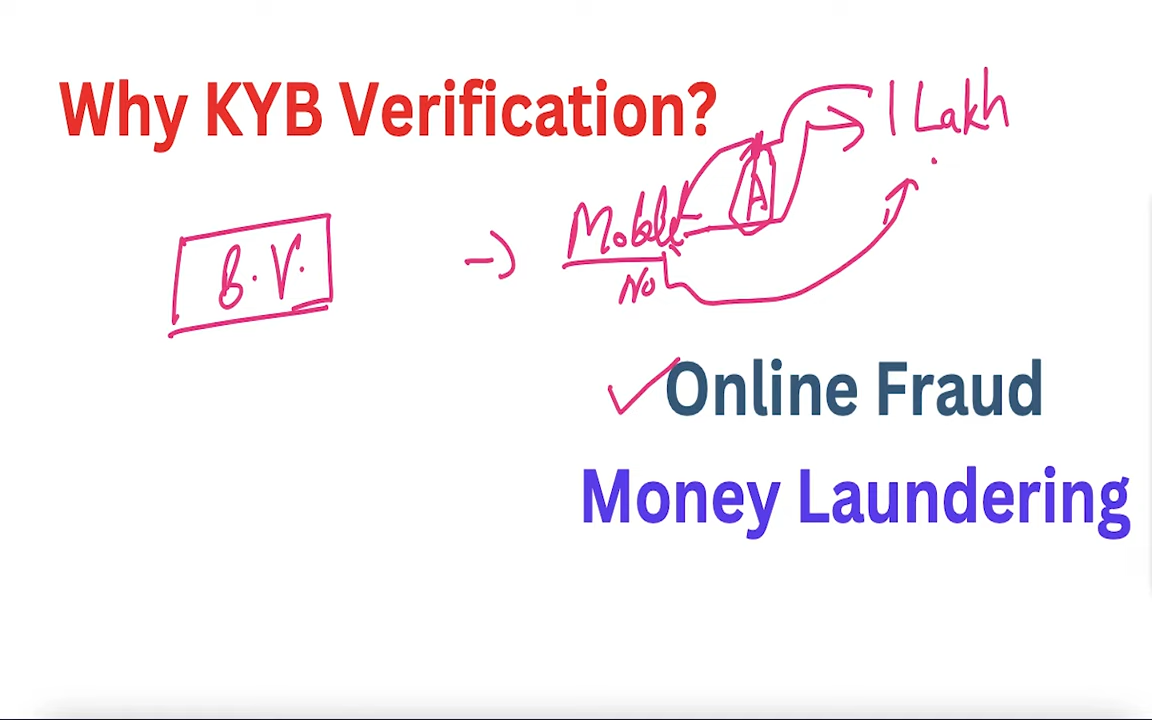 Why KYB Verification?
1 Lakh
A
Mobile
No
B.V.
Online Fraud
Money Laundering